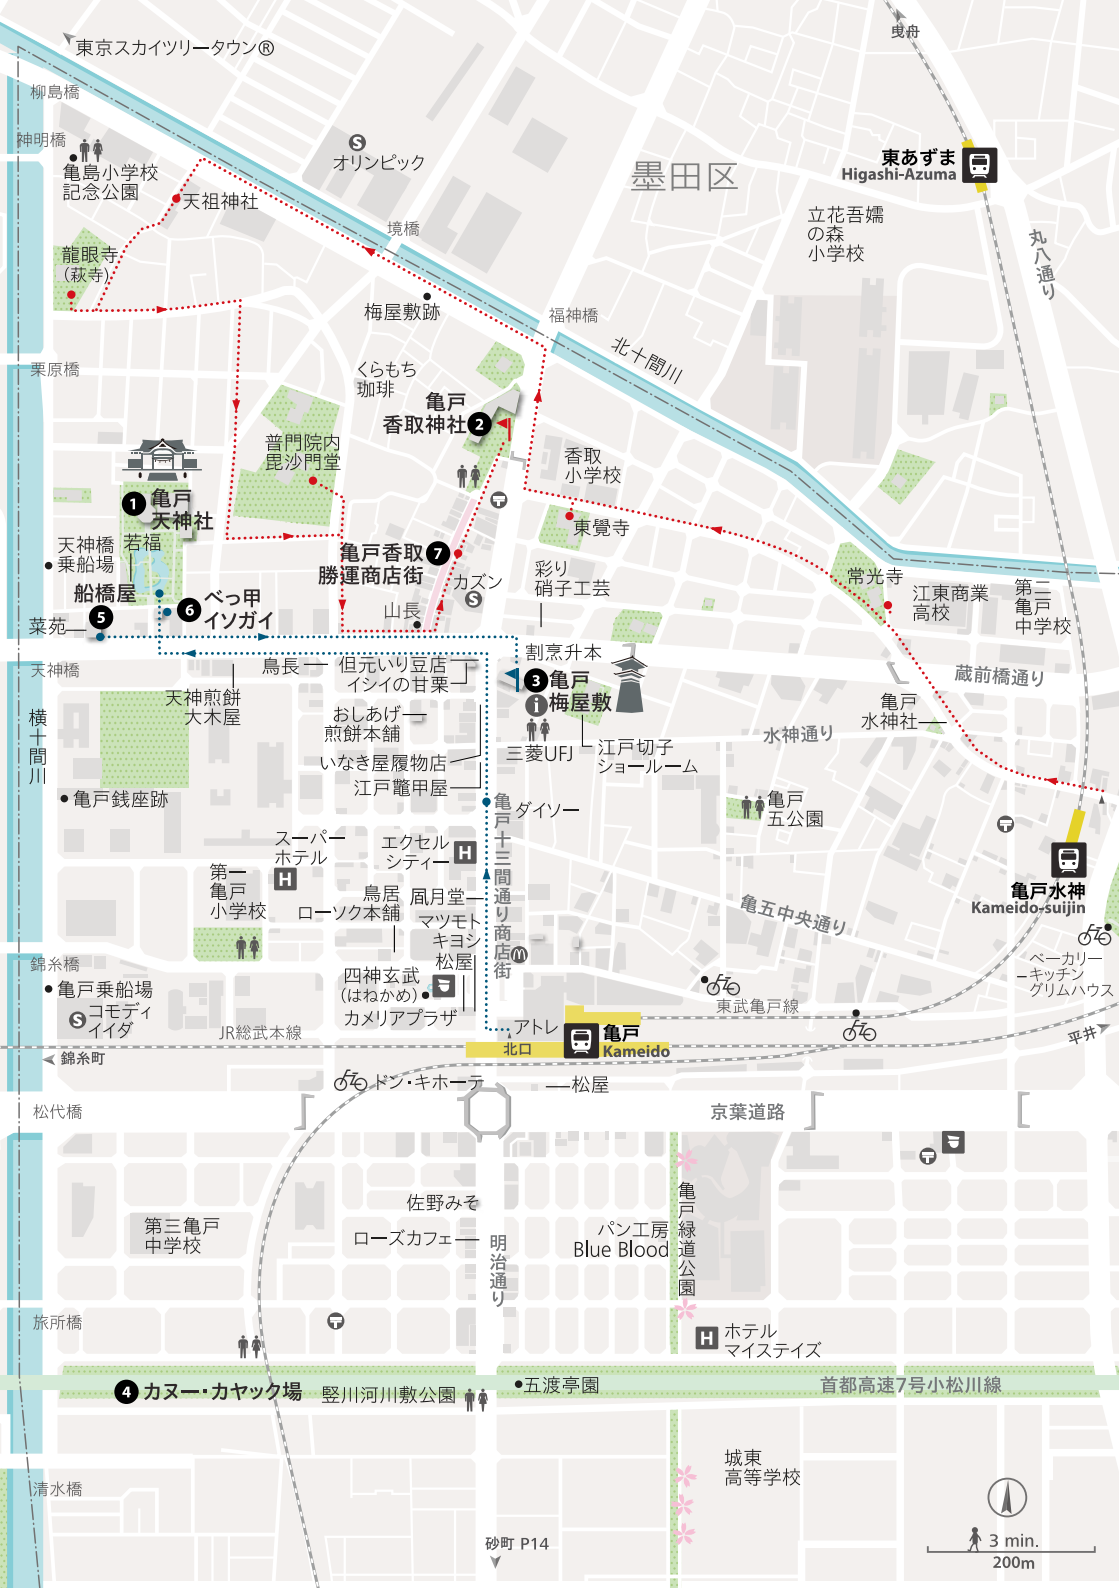 東京スカイツリータウン®
曳舟
柳島橋
神明橋
亀島小学校
記念公園
天祖神社
S
オリンピック
墨田区
東あずま
Higashi-Azuma
立花吾嬬
の森
小学校
丸八通り
龍眼寺
(萩寺)
境橋
梅屋敷跡
福神橋
北十間川
栗原橋
くらもち
珈琲
亀戸
香取神社
2
普門院内
毘沙門堂
香取
小学校
1
亀戸
天神社
東覺寺
天神橋
乗船場
若福
亀戸香取
勝運商店街
7
カズン
S
彩り
硝子工芸
常光寺
江東商業
高校
第二
亀戸
中学校
船橋屋
5
6
べっ甲
イソガイ
山長
菜苑
天神橋
鳥長
但元いり豆店
イシイの甘栗
割烹升本
3
亀戸
梅屋敷
i
蔵前橋通り
天神煎餅
大木屋
おしあげ
煎餅本舗
亀戸
水神社
水神通り
横十間川
いなき屋履物店
江戸鼈甲屋
三菱UFJ
江戸切子
ショールーム
亀戸銭座跡
ダイソー
亀戸
五公園
亀戸十三間通り商店街
スーパー
ホテル
H
エクセル
シティー
H
第一
亀戸
小学校
鳥居
ローソク本舗
凬月堂
マツモト
キヨシ
松屋
亀五中央通り
亀戸水神
Kameido-suijin
錦糸橋
亀戸乗船場
S
コモディ
イイダ
四神玄武
(はねかめ)
カメリアプラザ
ベーカリー
キッチン
グリムハウス
東武亀戸線
JR総武本線
錦糸町
アトレ
北口
亀戸
Kameido
平井
ドン・キホーテ
松屋
松代橋
京葉道路
佐野みそ
ローズカフェ
第三亀戸
中学校
明治通り
パン工房
Blue Blood
亀戸緑道公園
旅所橋
H
ホテル
マイステイズ
4
カヌー・カヤック場
竪川河川敷公園
五渡亭園
首都高速7号小松川線
城東
高等学校
清水橋
砂町 P14
3 min.
200m